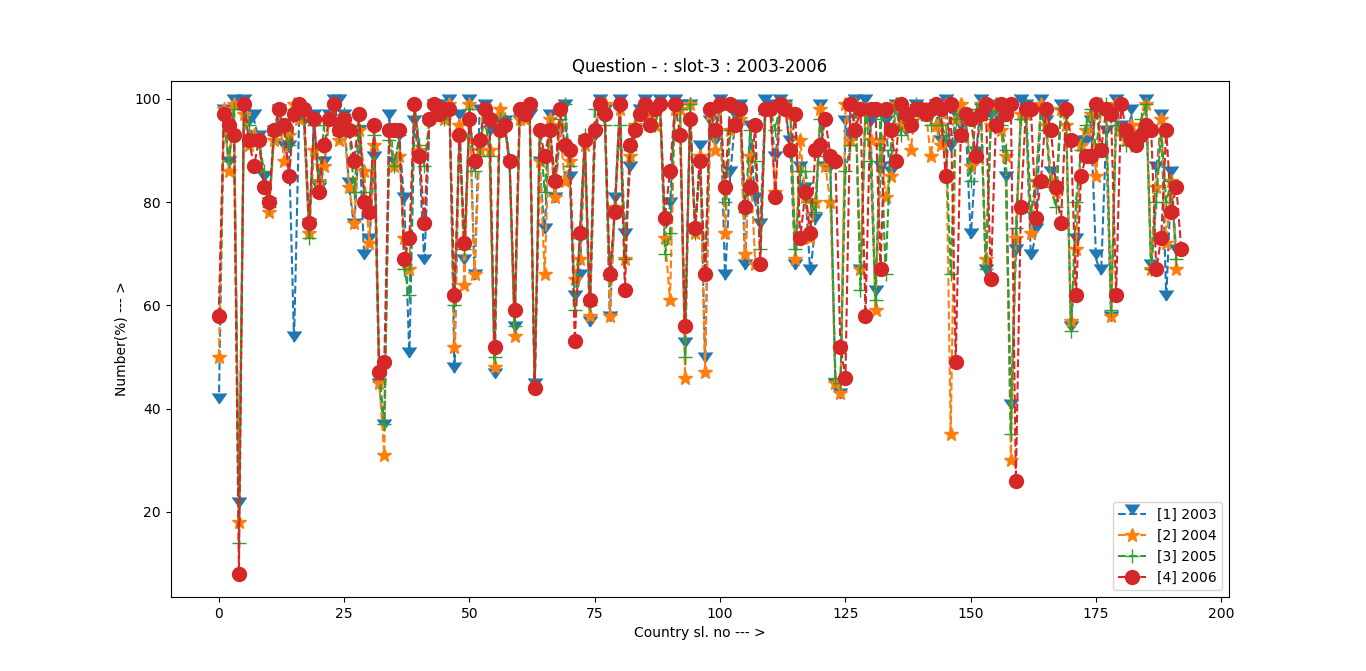 Question - : slot-3 : 2003-2006
Number(%) --- >
100
80
60
40
20
0 25 50 75 100 125 150 175 200
Country sl. no --- >
[1] 2003
[2] 2004
[3] 2005
[4] 2006